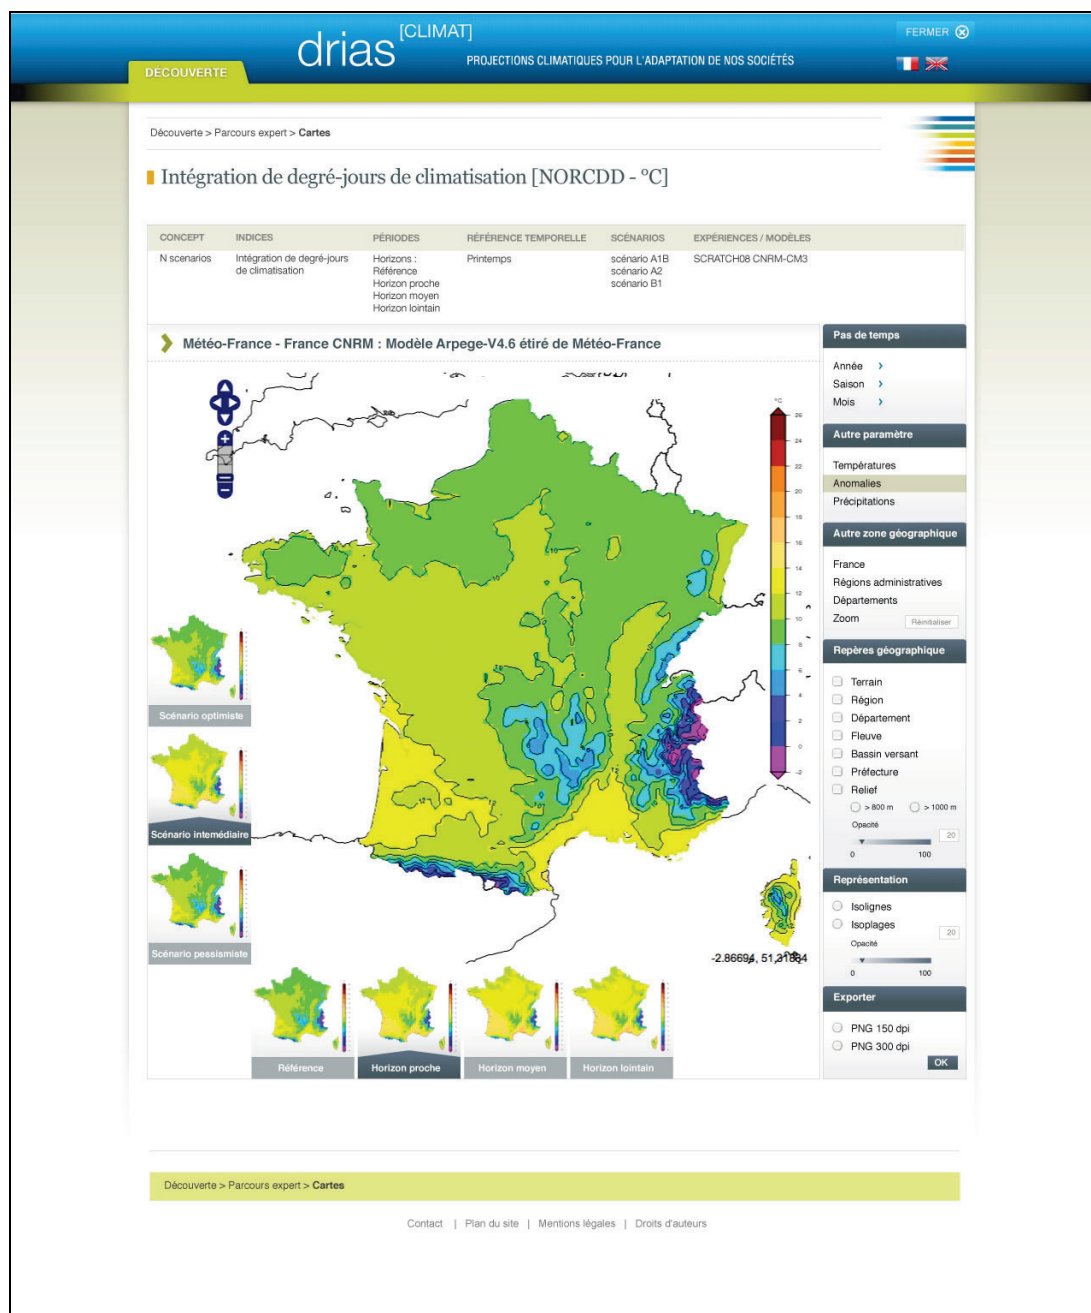 drias [CLIMAT]
FERMER
PROJECTIONS CLIMATIQUES POUR L'ADAPTATION DE NOS SOCIÉTÉS
DÉCOUVERTE
Découverte > Parcours expert > Cartes
Intégration de degré-jours de climatisation [NORCDD - °C]
CONCEPT INDICES PÉRIODES RÉFÉRENCE TEMPORELLE SCÉNARIOS EXPÉRIENCES / MODÈLES
N scenarios Intégration de degré-jours Horizons : Printemps scénario A1B SCRATCH08 CNRM-CM3
de climatisation Référence scénario A2
Horizon proche scénario B1
Horizon moyen
Horizon lointain
Météo-France - France CNRM : Modèle Arpege-V4.6 étiré de Météo-France
°C
26
24
22
20
18
16
14
12
10
8
6
4
2
0
-2
Scénario optimiste
Scénario intemédiaire
Scénario pessismiste
-2.86694, 51,31884
Référence
Horizon proche
Horizon moyen
Horizon lointain
Pas de temps
Année
Saison
Mois
Autre paramètre
Températures
Anomalies
Précipitations
Autre zone géographique
France
Régions administratives
Départements
Zoom Réinitialiser
Repères géographique
Terrain
Région
Département
Fleuve
Bassin versant
Préfecture
Relief
> 800 m > 1000 m
Opacité
20
0 100
Représentation
Isolignes
Isoplages
20
Opacité
0 100
Exporter
PNG 150 dpi
PNG 300 dpi
OK
Découverte > Parcours expert > Cartes
Contact | Plan du site | Mentions légales | Droits d'auteurs